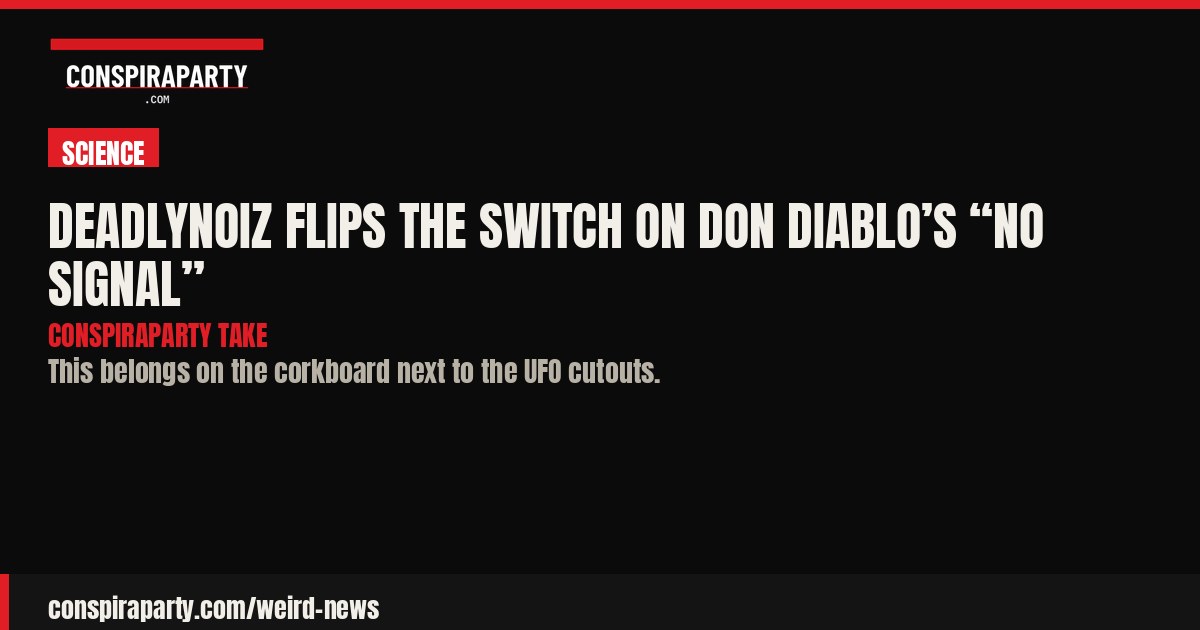 CONSPIRAPARTY
.COM
SCIENCE
DEADLYNOIZ FLIPS THE SWITCH ON DON DIABLO’S “NO
SIGNAL”
CONSPIRAPARTY TAKE
This belongs on the corkboard next to the UFO cutouts.
conspiraparty.com/weird-news